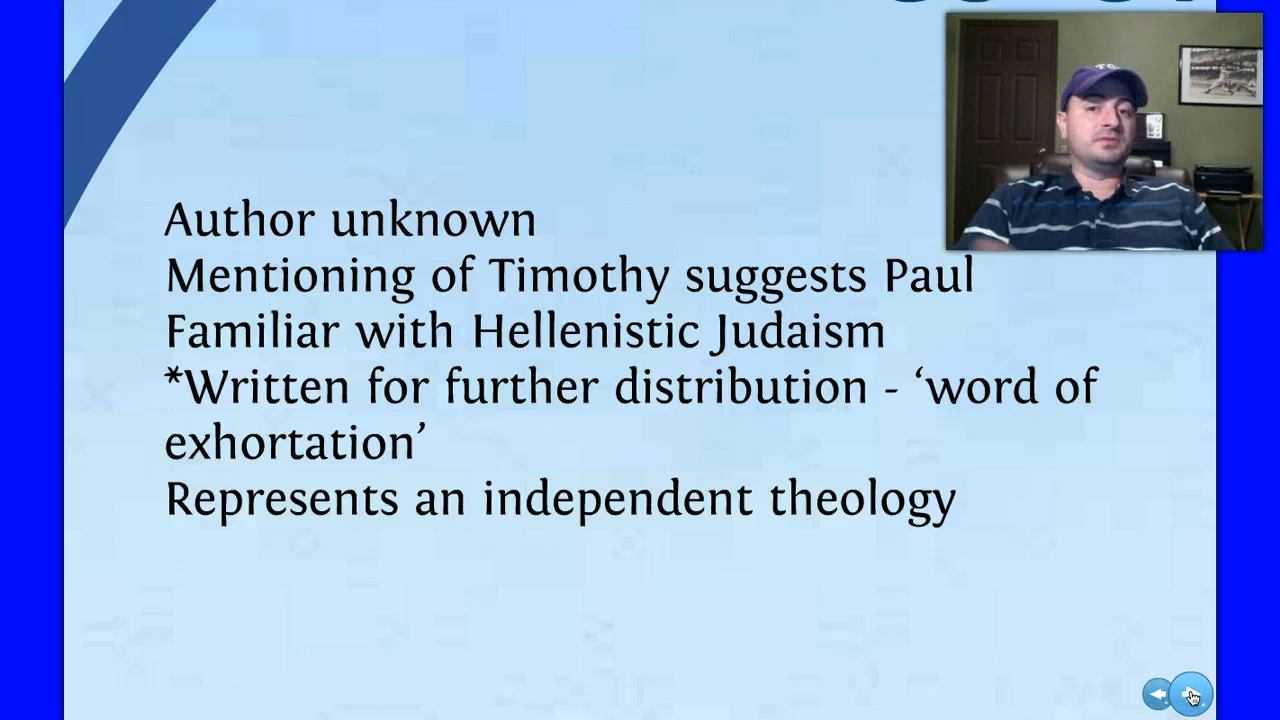 Author unknown
Mentioning of Timothy suggests Paul
Familiar with Hellenistic Judaism
*Written for further distribution - ‘word of
exhortation’
Represents an independent theology